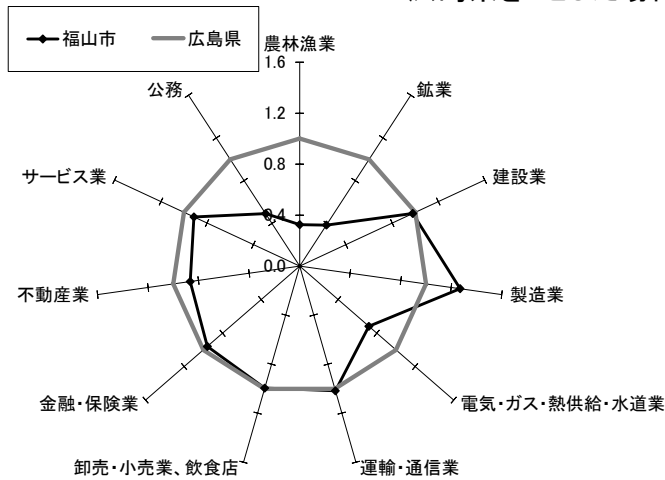 福山市 広島県
農林漁業
1.6
公務 鉱業
1.2
サービス業 0.8 建設業
0.4
0.0
不動産業 製造業
金融・保険業 電気・ガス・熱供給・水道業
卸売・小売業、飲食店 運輸・通信業